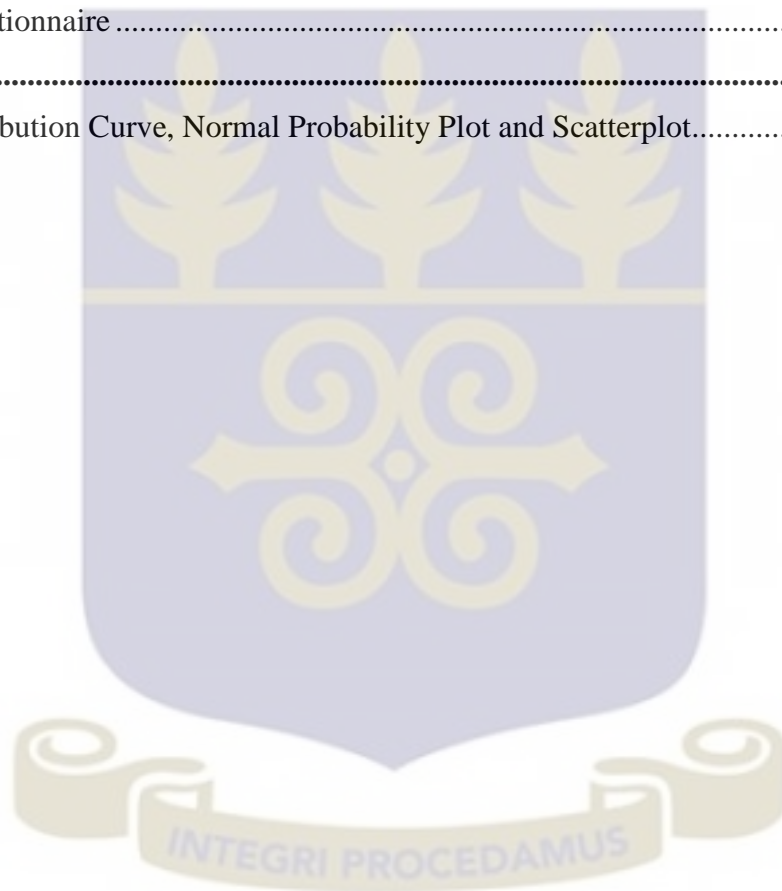 tionnaire....................................................................................
................................................................................................
bution Curve, Normal Probability Plot and Scatterplot............
INTEGRI PROCEDAMUS